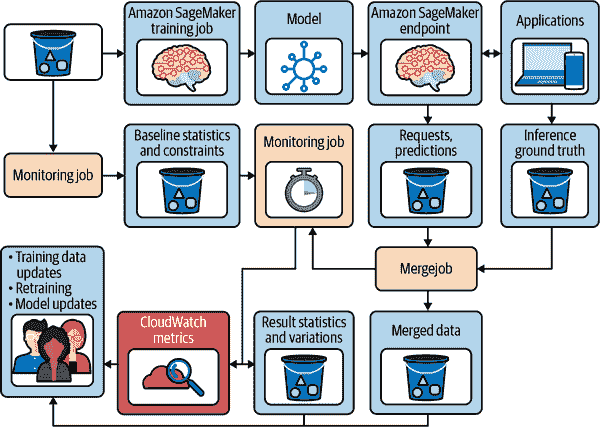 Amazon SageMaker
training job
Model
Amazon SageMaker
endpoint
Applications
Monitoring job
Baseline statistics
and constraints
Monitoring job
Requests,
predictions
Inference
ground truth
Mergejob
• Training data
updates
• Retraining
• Model updates
CloudWatch
metrics
Result statistics
and variations
Merged data